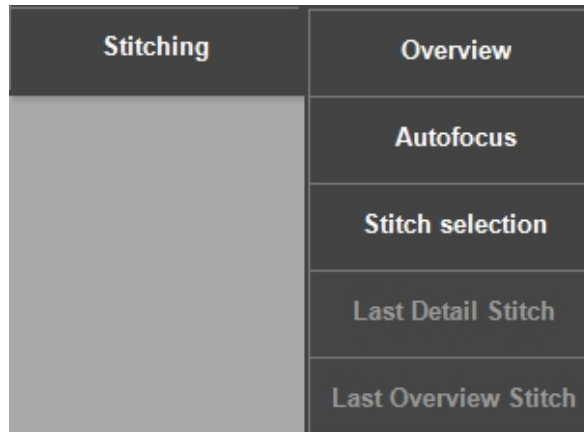 Stitching
Overview
Autofocus
Stitch selection
Last Detail Stitch
Last Overview Stitch